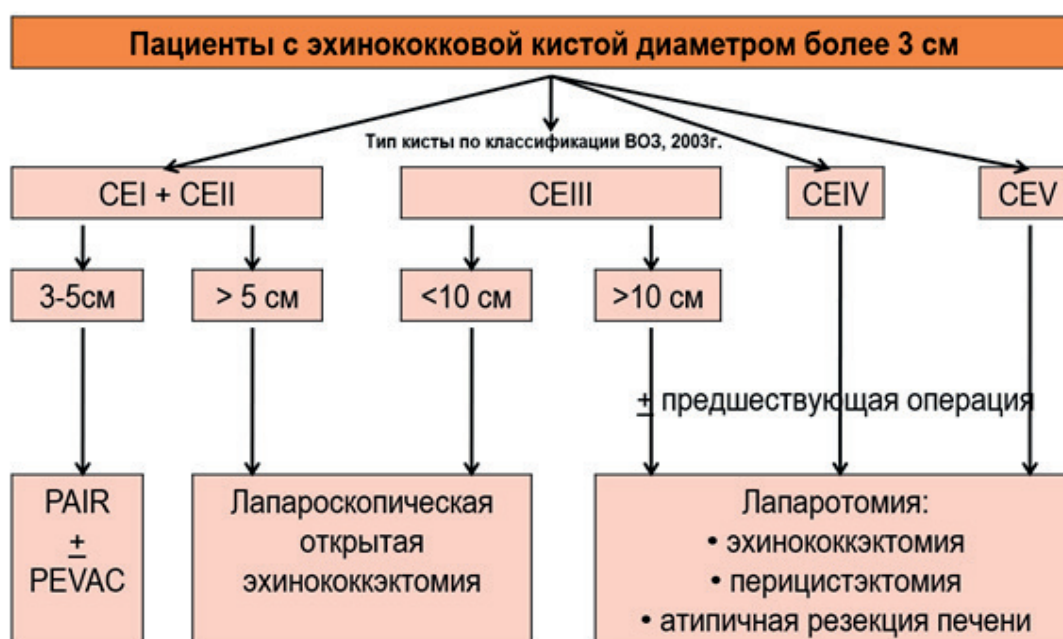 Пациенты с эхинококковой кистой диаметром более 3 см
Тип кисты по классификации ВОЗ, 2003г.
CEI + CEII
CEIII
CEIV
CEV
3-5см
> 5 см
<10 см
>10 см
± предшествующая операция
PAIR
±
PEVAC
Лапароскопическая
открытая
эхинококкэктомия
Лапаротомия:
• эхинококкэктомия
• перицистэктомия
• атипичная резекция печени